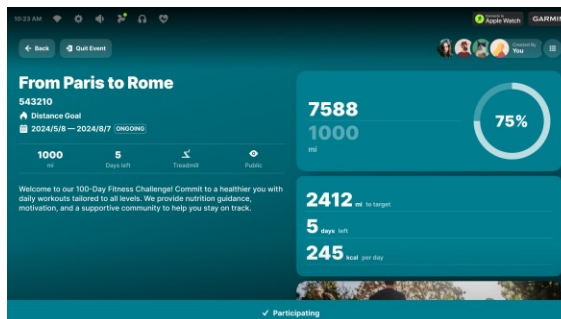 10:23 AM
Apple Watch
GARMIN
Back
Quit Event
Created By
You
From Paris to Rome
543210
Distance Goal
2024/5/8 — 2024/8/7 ONGOING
1000
mi
5
Days left
Treadmill
Public
Welcome to our 100-Day Fitness Challenge! Commit to a healthier you with
daily workouts tailored to all levels. We provide nutrition guidance,
motivation, and a supportive community to help you stay on track.
7588
1000
mi
75%
2412 mi to target
5 days left
245 kcal per day
Participating